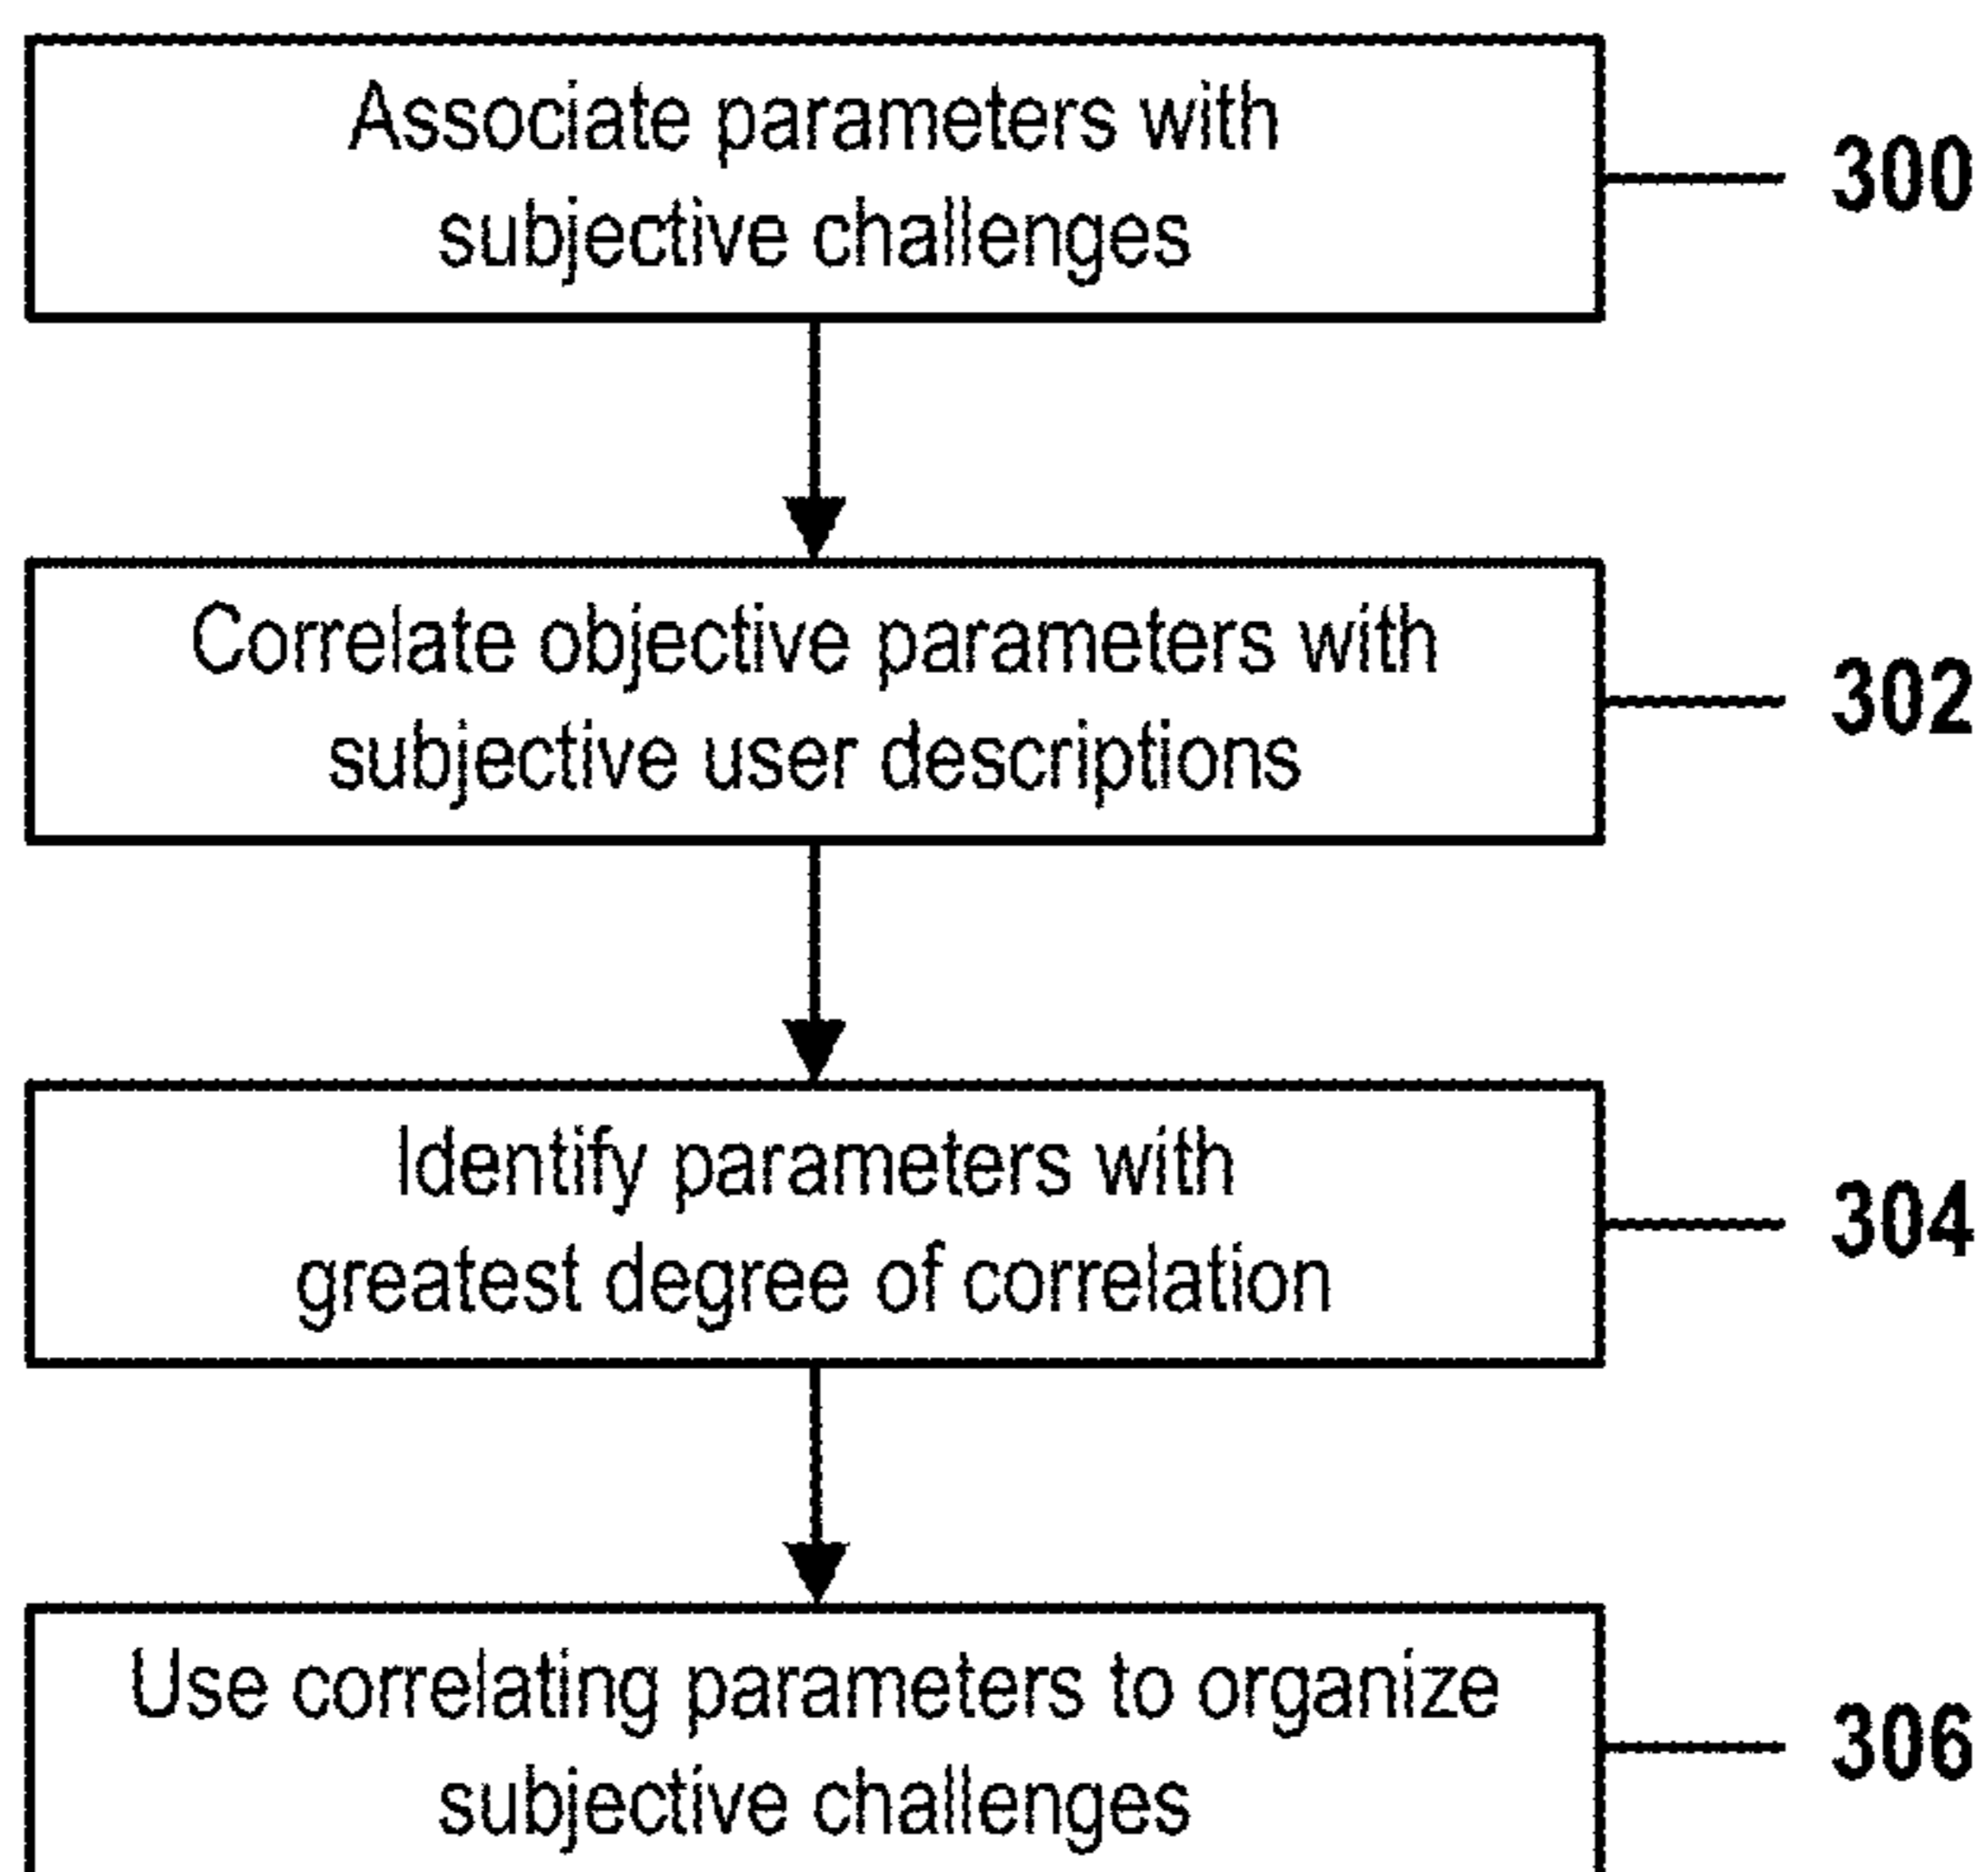 Associate parameters with
subjective challenges
300
Correlate objective parameters with
subjective user descriptions
302
Identify parameters with
greatest degree of correlation
304
Use correlating parameters to organize
subjective challenges
306